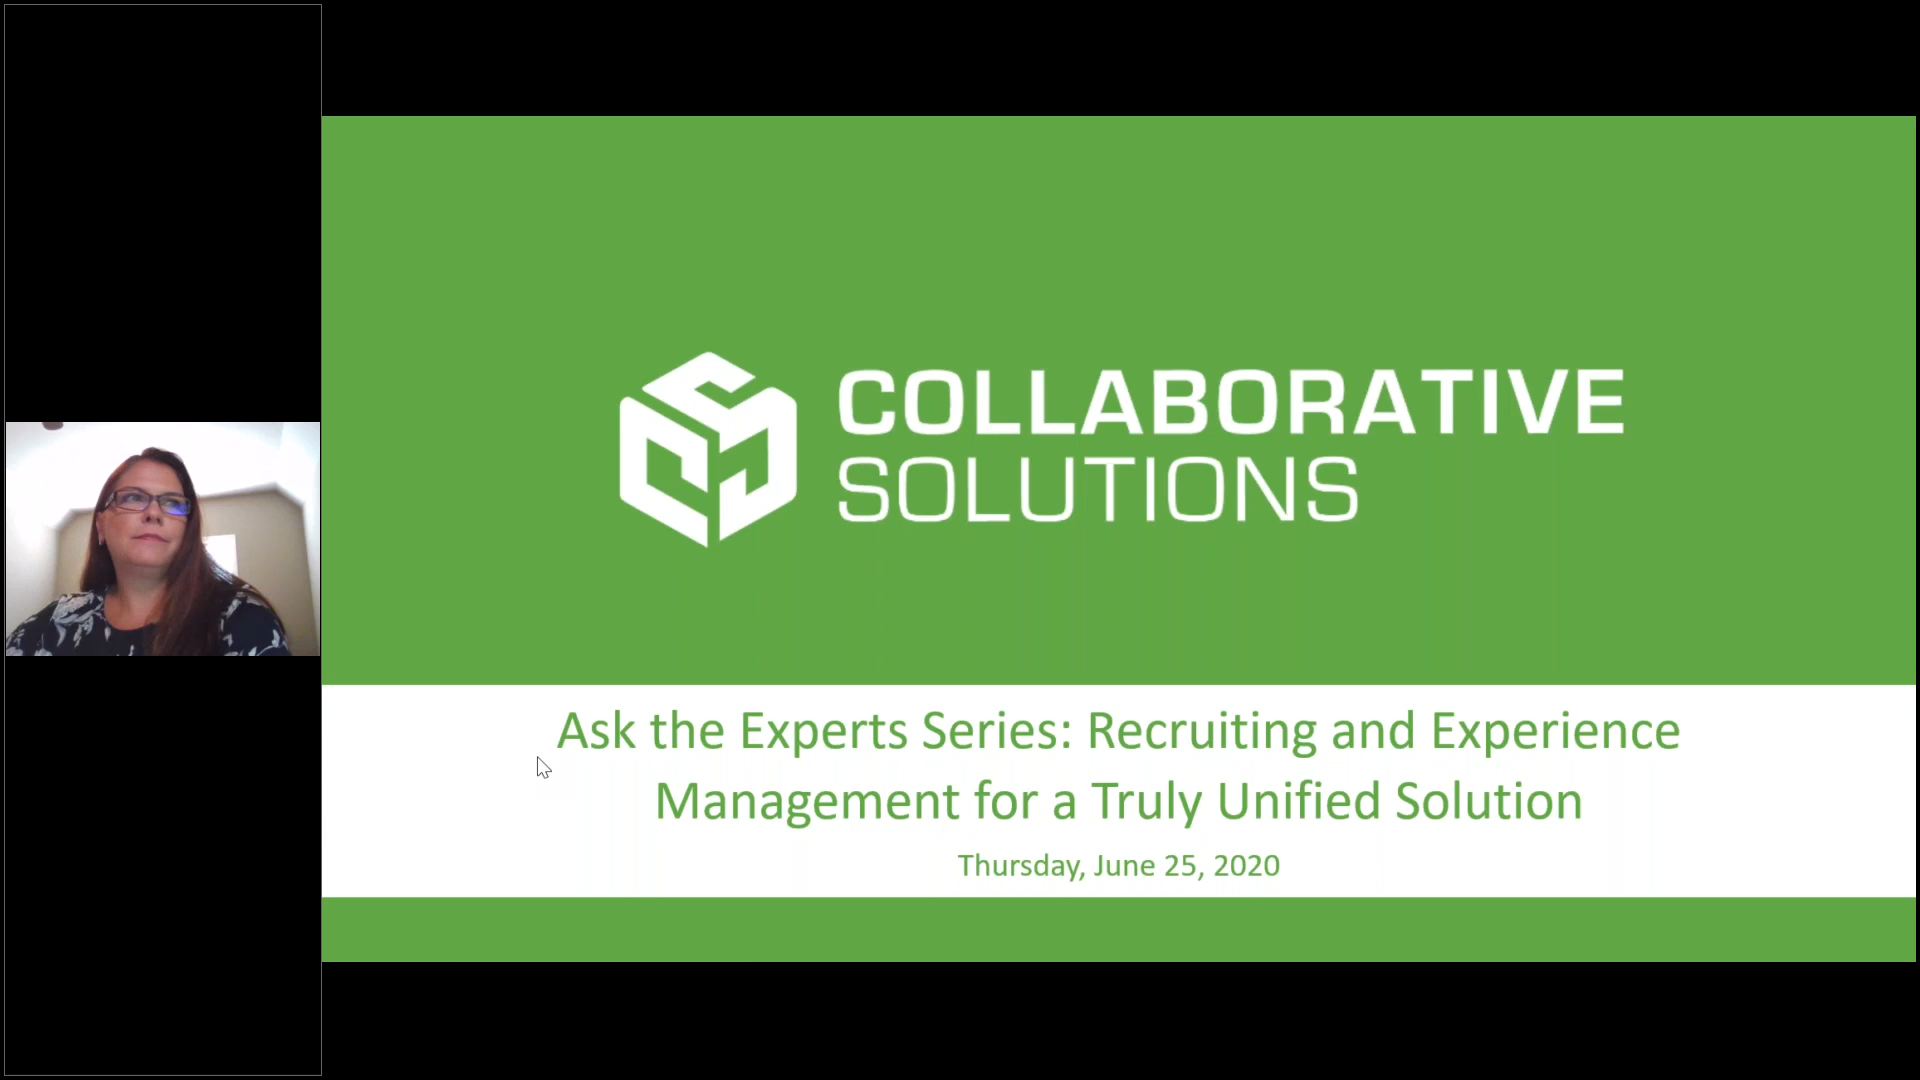 COLLABORATIVE
SOLUTIONS
Ask the Experts Series: Recruiting and Experience
Management for a Truly Unified Solution
Thursday, June 25, 2020